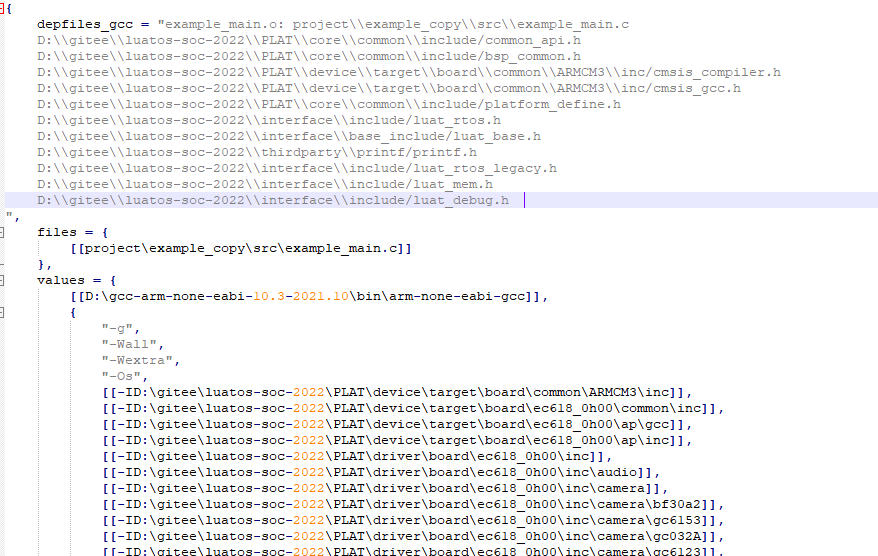 {
depfiles_gcc = "example_main.o: project\\example_copy\\src\\example_main.c
D:\\gitee\\luatos-soc-2022\\PLAT\\core\\common\\include/common_api.h
D:\\gitee\\luatos-soc-2022\\PLAT\\core\\common\\include/bsp_common.h
D:\\gitee\\luatos-soc-2022\\PLAT\\device\\target\\board\\common\\ARMCM3\\inc/cmsis_compiler.h
D:\\gitee\\luatos-soc-2022\\PLAT\\device\\target\\board\\common\\ARMCM3\\inc/cmsis_gcc.h
D:\\gitee\\luatos-soc-2022\\PLAT\\core\\common\\include/platform_define.h
D:\\gitee\\luatos-soc-2022\\interface\\include/luat_rtos.h
D:\\gitee\\luatos-soc-2022\\interface\\base_include/luat_base.h
D:\\gitee\\luatos-soc-2022\\thirdparty\\printf/printf.h
D:\\gitee\\luatos-soc-2022\\interface\\include/luat_rtos_legacy.h
D:\\gitee\\luatos-soc-2022\\interface\\include/luat_mem.h
D:\\gitee\\luatos-soc-2022\\interface\\include/luat_debug.h
",
files = {
[[project\example_copy\src\example_main.c]]
},
values = {
[[D:\gcc-arm-none-eabi-10.3-2021.10\bin\arm-none-eabi-gcc]],
{
"-g",
"-Wall",
"-Wextra",
"-Os",
[[-ID:\gitee\luatos-soc-2022\PLAT\device\target\board\common\ARMCM3\inc]],
[[-ID:\gitee\luatos-soc-2022\PLAT\device\target\board\ec618_0h00\common\inc]],
[[-ID:\gitee\luatos-soc-2022\PLAT\device\target\board\ec618_0h00\ap\gcc]],
[[-ID:\gitee\luatos-soc-2022\PLAT\device\target\board\ec618_0h00\ap\inc]],
[[-ID:\gitee\luatos-soc-2022\PLAT\driver\board\ec618_0h00\inc]],
[[-ID:\gitee\luatos-soc-2022\PLAT\driver\board\ec618_0h00\inc\audio]],
[[-ID:\gitee\luatos-soc-2022\PLAT\driver\board\ec618_0h00\inc\camera]],
[[-ID:\gitee\luatos-soc-2022\PLAT\driver\board\ec618_0h00\inc\camera\bf30a2]],
[[-ID:\gitee\luatos-soc-2022\PLAT\driver\board\ec618_0h00\inc\camera\gc6153]],
[[-ID:\gitee\luatos-soc-2022\PLAT\driver\board\ec618_0h00\inc\camera\gc032A]],
[[-ID:\gitee\luatos-soc-2022\PLAT\driver\board\ec618_0h00\inc\camera\gc6123]],